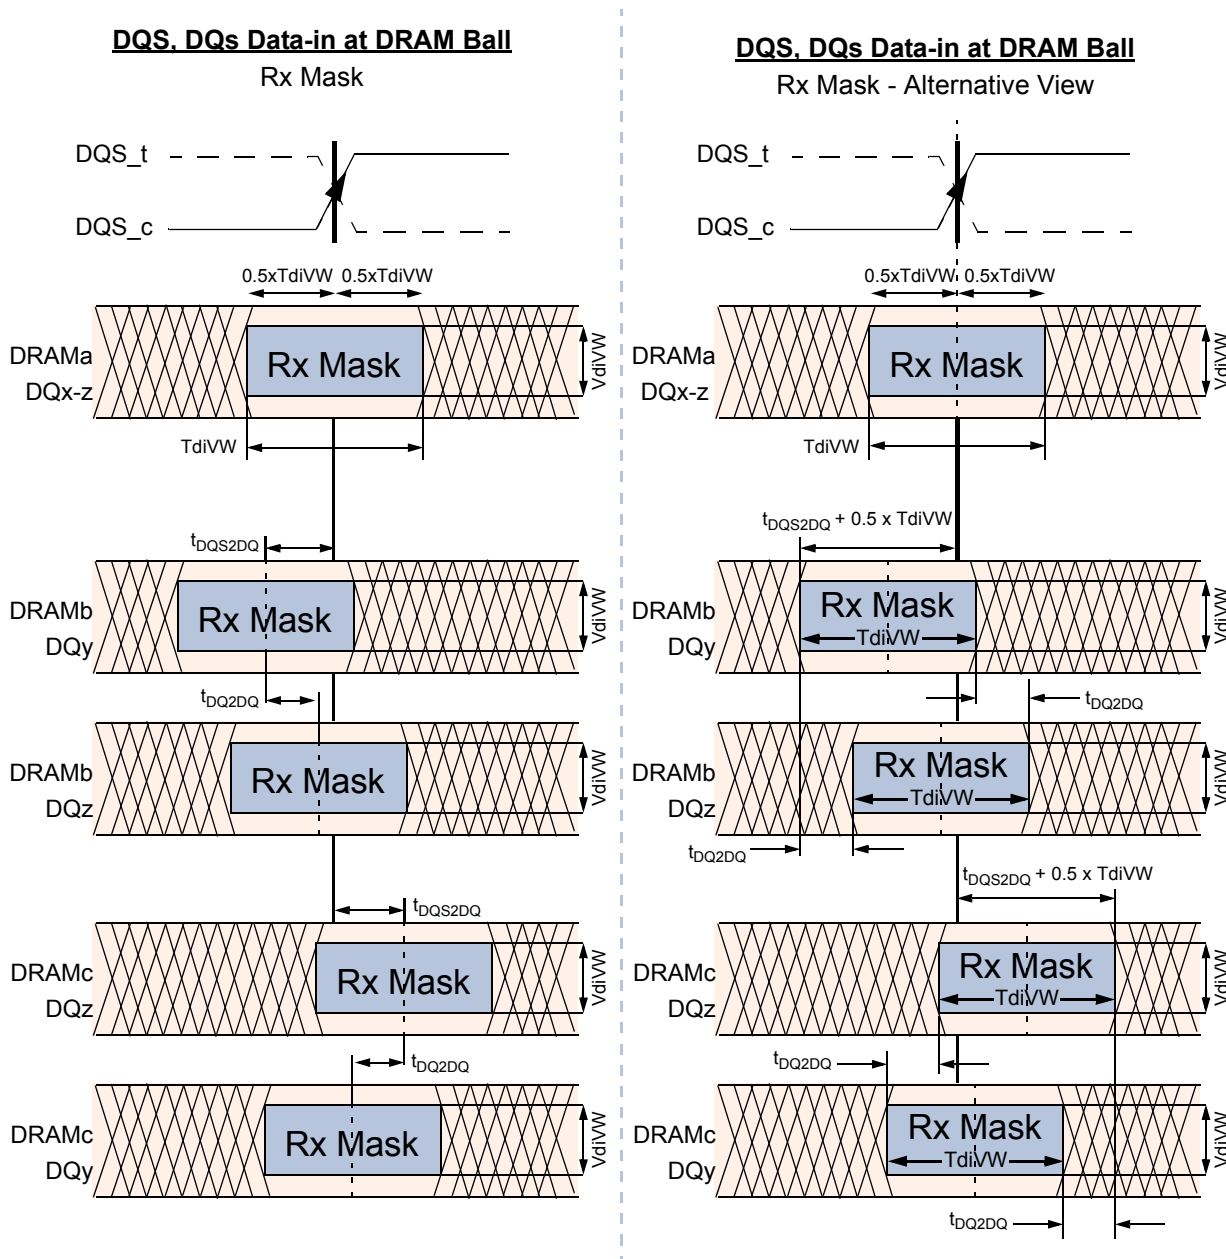 DQS, DQs Data-in at DRAM Ball
Rx Mask
DQS_t
DQS_c
0.5xTdiVW 0.5xTdiVW
DRAMa
DQx-z
Rx Mask
VdiVW
TdiVW
tDQS2DQ
DRAMb
DQy
Rx Mask
VdiVW
tDQ2DQ
DRAMb
DQz
Rx Mask
VdiVW
tDQS2DQ
DRAMc
DQz
Rx Mask
VdiVW
tDQ2DQ
DRAMc
DQy
Rx Mask
VdiVW
DQS, DQs Data-in at DRAM Ball
Rx Mask - Alternative View
DQS_t
DQS_c
0.5xTdiVW 0.5xTdiVW
DRAMa
DQx-z
Rx Mask
VdiVW
TdiVW
tDQS2DQ + 0.5 x TdiVW
DRAMb
DQy
Rx Mask
TdiVW
VdiVW
tDQ2DQ
DRAMb
DQz
Rx Mask
TdiVW
VdiVW
tDQ2DQ
tDQS2DQ + 0.5 x TdiVW
DRAMc
DQz
Rx Mask
TdiVW
VdiVW
tDQ2DQ
DRAMc
DQy
Rx Mask
TdiVW
VdiVW
tDQ2DQ